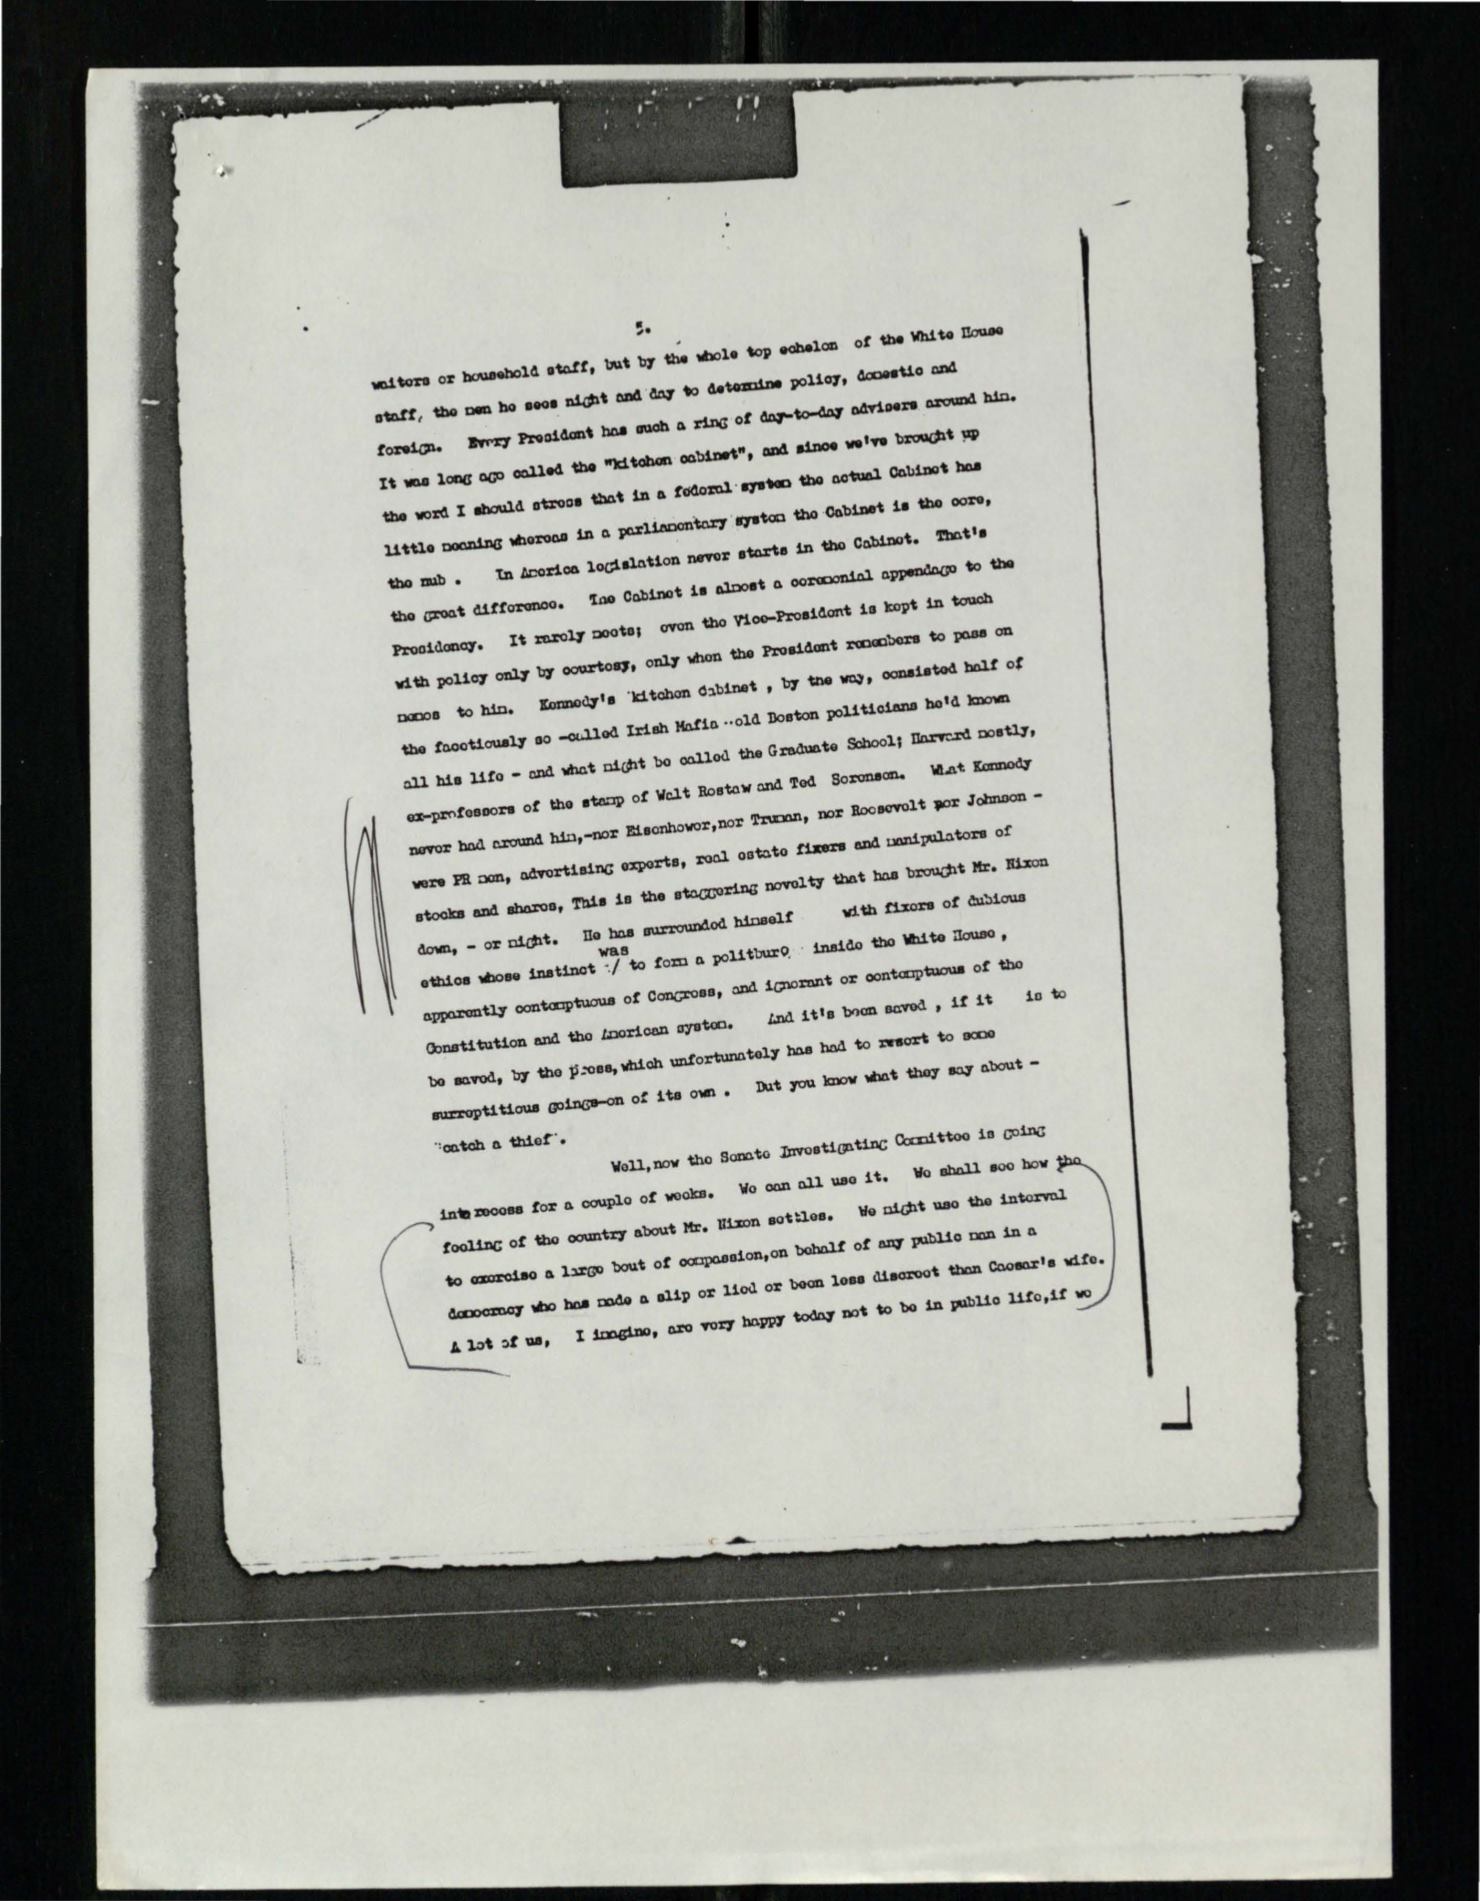 5.
waitors or household staff, but by the whole top echelon of the White House
staff, the men he sees night and day to determine policy, domestic and
foreign. Every President has such a ring of day-to-day advisers around him.
It was long ago called the "kitchen cabinet", and since we've brought up
the word I should stress that in a federal system the actual Cabinet has
little meaning whereas in a parliamentary system the Cabinet is the core,
the nub . In America legislation never starts in the Cabinet. That's
the great difference. The Cabinet is almost a ceremonial appendage to the
Presidency. It rarely meets; even the Vice-President is kept in touch
with policy only by courtesy, only when the President remembers to pass on
memos to him. Kennedy's kitchen cabinet , by the way, consisted half of
the facetiously so -called Irish Mafia --old Boston politicians he'd known
all his life - and what might be called the Graduate School; Harvard mostly,
ex-professors of the stamp of Walt Rostow and Ted Sorenson. What Kennedy
never had around him,-nor Eisenhower,nor Truman, nor Roosevelt nor Johnson -
were PR men, advertising experts, real estate fixers and manipulators of
stocks and shares, This is the staggering novelty that has brought Mr. Nixon
down, - or might. He has surrounded himself with fixers of dubious
ethics whose instinct was / to form a politburo inside the White House ,
apparently contemptuous of Congress, and ignorant or contemptuous of the
Constitution and the American system. And it's been saved , if it is to
be saved, by the press,which unfortunately has had to resort to some
surreptitious goings-on of its own . But you know what they say about -
"catch a thief".
Well,now the Senate Investigating Committee is going
into recess for a couple of weeks. We can all use it. We shall see how the
feeling of the country about Mr. Nixon settles. We might use the interval
to exercise a large bout of compassion,on behalf of any public man in a
democracy who has made a slip or lied or been less discreet than Caesar's wife.
A lot of us, I imagine, are very happy today not to be in public life,if we